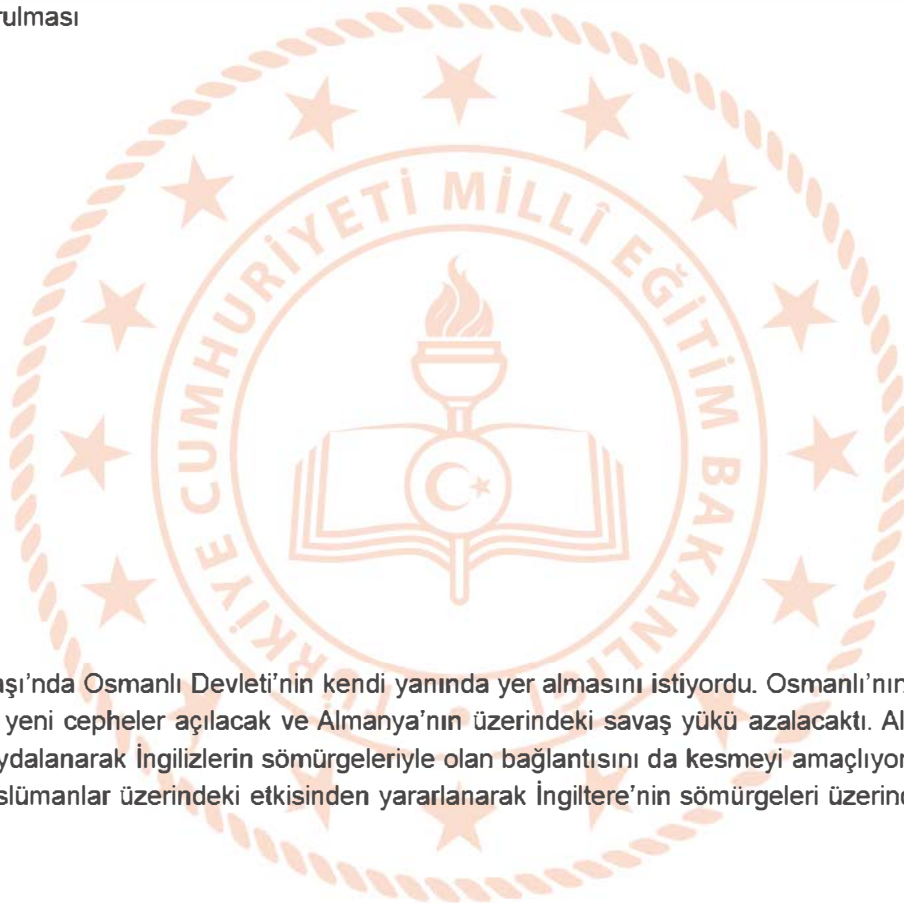 rulması
TÜRKİYE CUMHURİYETİ MİLLÎ EĞİTİM BAKANLIĞI
aşı’nda Osmanlı Devleti’nin kendi yanında yer almasını istiyordu. Osmanlı’nın
yeni cepheler açılacak ve Almanya’nın üzerindeki savaş yükü azalacaktı. Al
ydalanarak İngilizlerin sömürgeleriyle olan bağlantısını da kesmeyi amaçlıyor
slümanlar üzerindeki etkisinden yararlanarak İngiltere’nin sömürgeleri üzerind